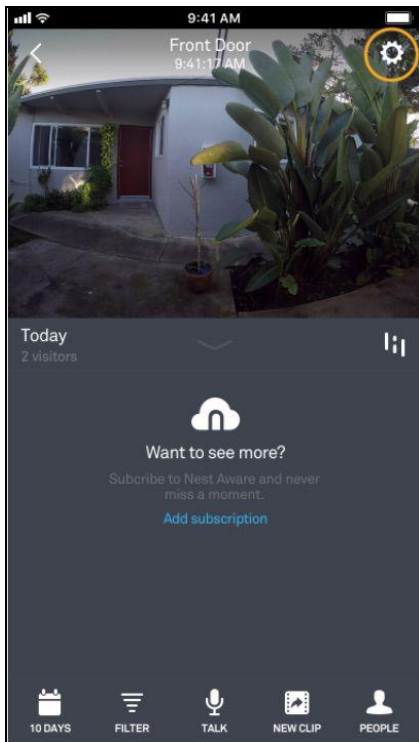 9:41 AM
Front Door
9:41:17 AM
Today
2 visitors
Want to see more?
Subcribe to Nest Aware and never
miss a moment.
Add subscription
10 DAYS
FILTER
TALK
NEW CLIP
PEOPLE